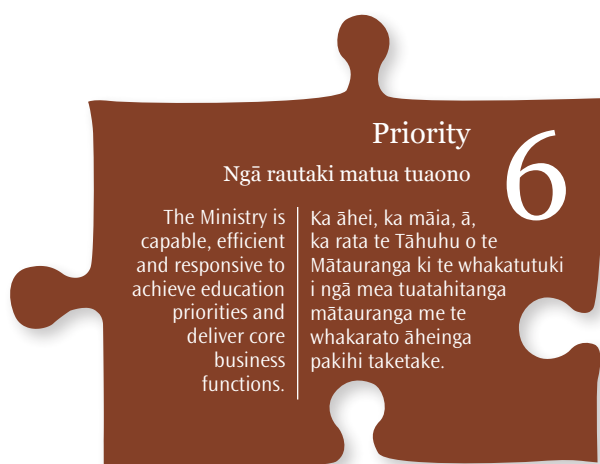 Priority 6
Ngā rautaki matua tuaono
The Ministry is
capable, efficient
and responsive to
achieve education
priorities and
deliver core
business
functions.
Ka āhei, ka māia, ā,
ka rata te Tāhuhu o te
Mātauranga ki te whakatutuki
i ngā mea tuatahitanga
mātauranga me te
whakarato āheinga
pakihi taketake.